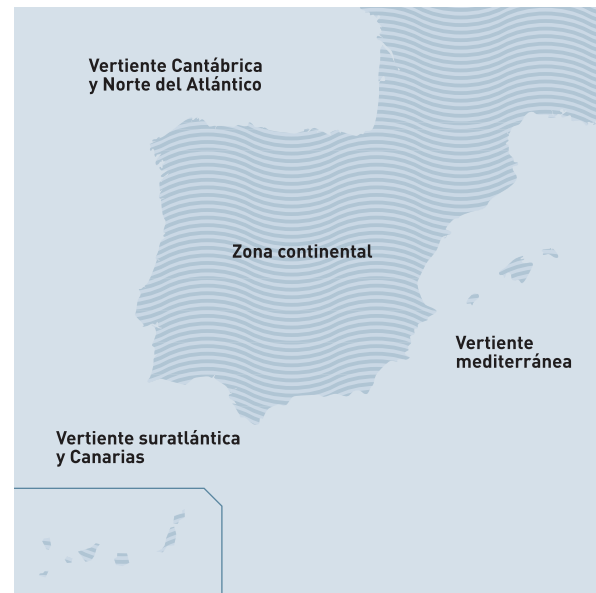 Vertiente Cantábrica
y Norte del Atlántico
Zona continental
Vertiente
mediterránea
Vertiente suratlántica
y Canarias